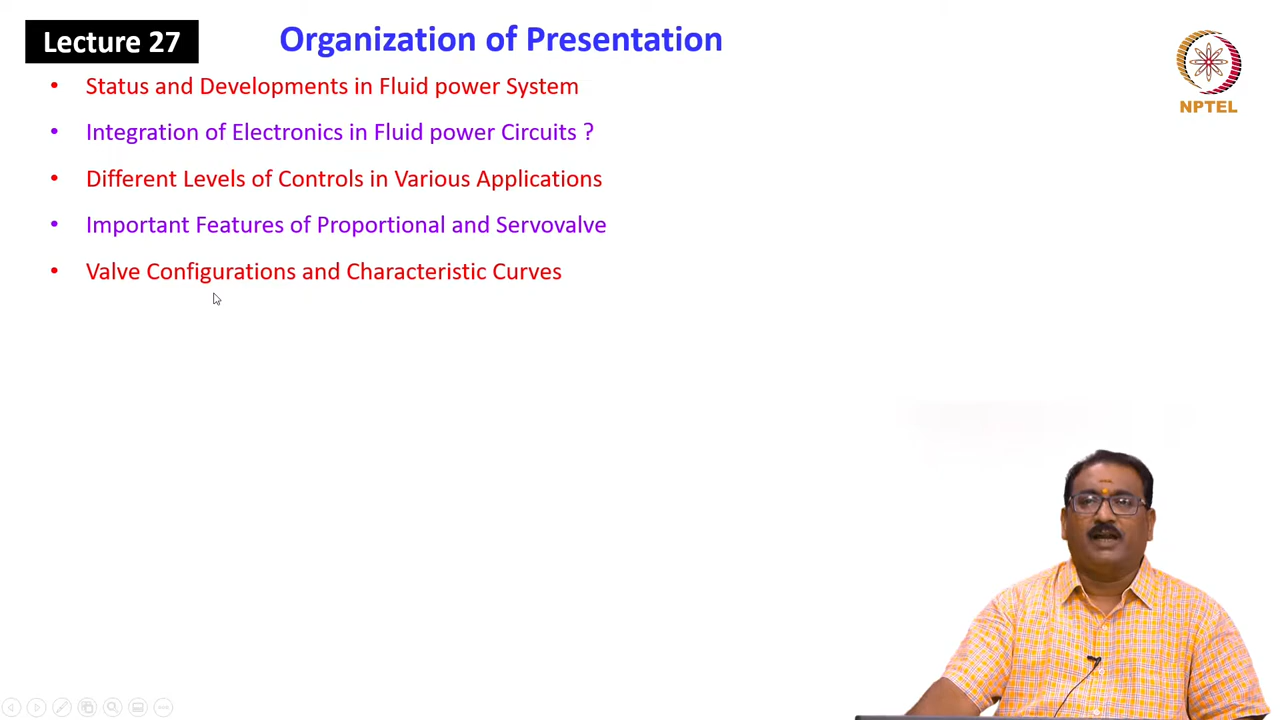 Lecture 27
Organization of Presentation
• Status and Developments in Fluid power System
• Integration of Electronics in Fluid power Circuits ?
• Different Levels of Controls in Various Applications
• Important Features of Proportional and Servovalve
• Valve Configurations and Characteristic Curves
NPTEL